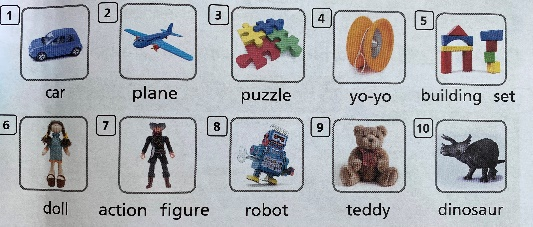 1 2 3 4 5
car plane puzzle yo-yo building set
6 7 8 9 10
doll action figure robot teddy dinosaur